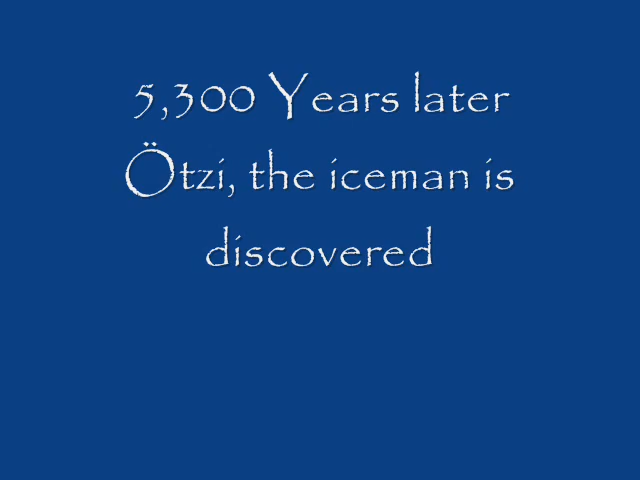 5,300 Years later
Ötzi, the iceman is
discovered